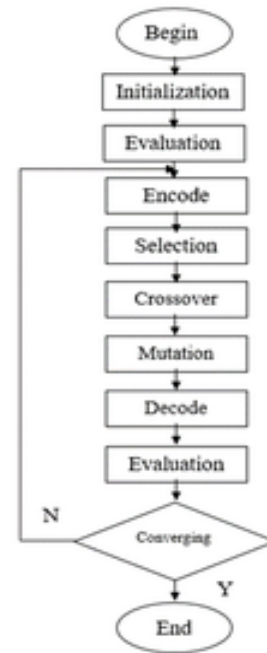 Begin
Initialization
Evaluation
Encode
Selection
Crossover
Mutation
Decode
Evaluation
N
Converging
Y
End